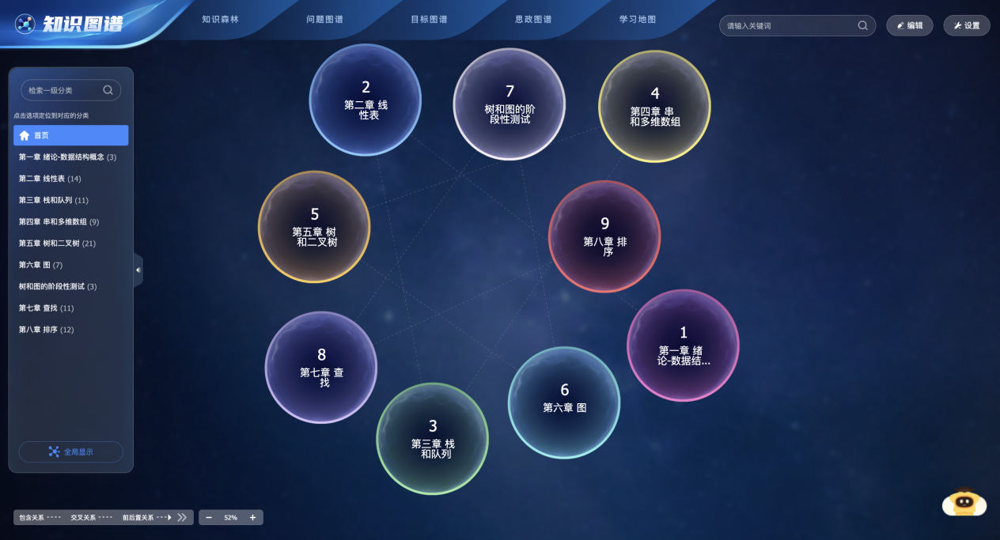 知识图谱
知识森林
问题图谱
目标图谱
思政图谱
学习地图
请输入关键词
编辑
设置
检索一级分类
点击选项定位到对应的分类
首页
第一章 绪论-数据结构概念 (3)
第二章 线性表 (14)
第三章 栈和队列 (11)
第四章 串和多维数组 (9)
第五章 树和二叉树 (21)
第六章 图 (7)
树和图的阶段性测试 (3)
第七章 查找 (11)
第八章 排序 (12)
全局显示
2
第二章 线
性表
7
树和图的阶
段性测试
4
第四章 串
和多维数组
5
第五章 树
和二叉树
9
第八章 排
序
1
第一章 绪
论-数据结...
8
第七章 查
找
6
第六章 图
3
第三章 栈
和队列
包含关系 ---- 交叉关系 ---- 前后置关系 ---
− 52% +